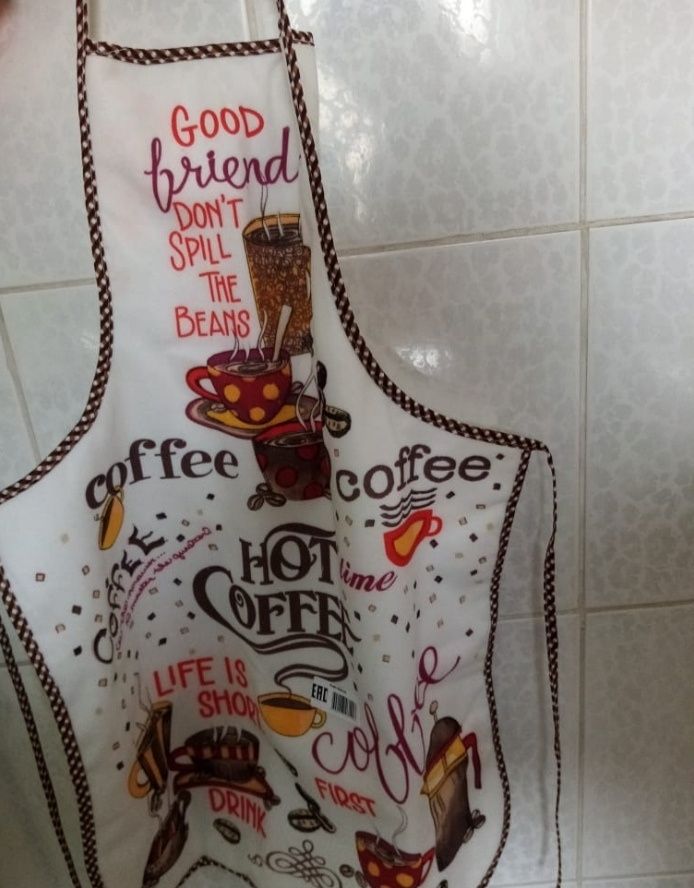 GOOD
friend
DON'T
SPILL
THE
BEANS
coffee
coffee
COFFEE
HOT
COFFEE
time
LIFE IS
SHORT
EAC
coffee
DRINK
FIRST